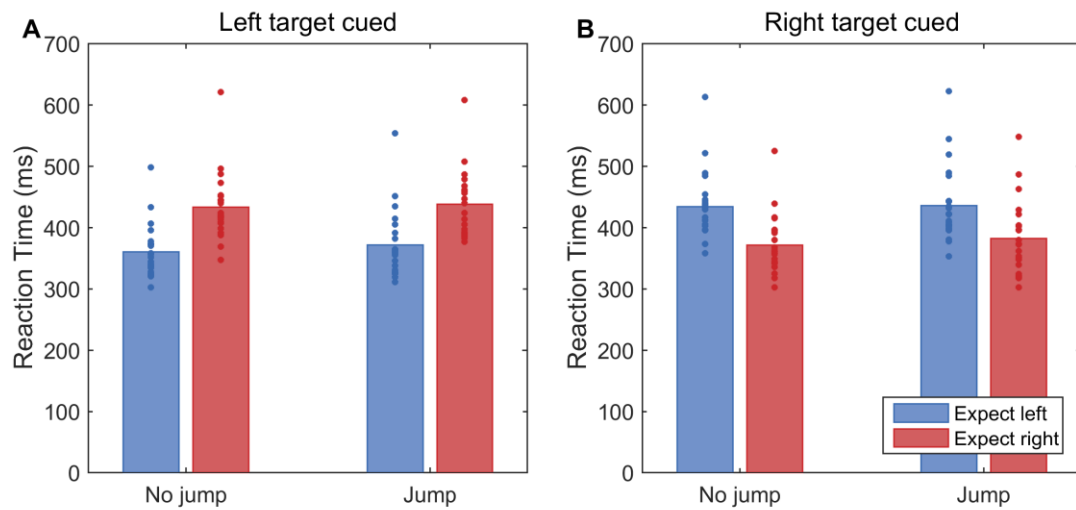 A
Left target cued
Reaction Time (ms)
700
600
500
400
300
200
100
0
No jump
Jump
B
Right target cued
Reaction Time (ms)
700
600
500
400
300
200
100
0
No jump
Jump
Expect left
Expect right